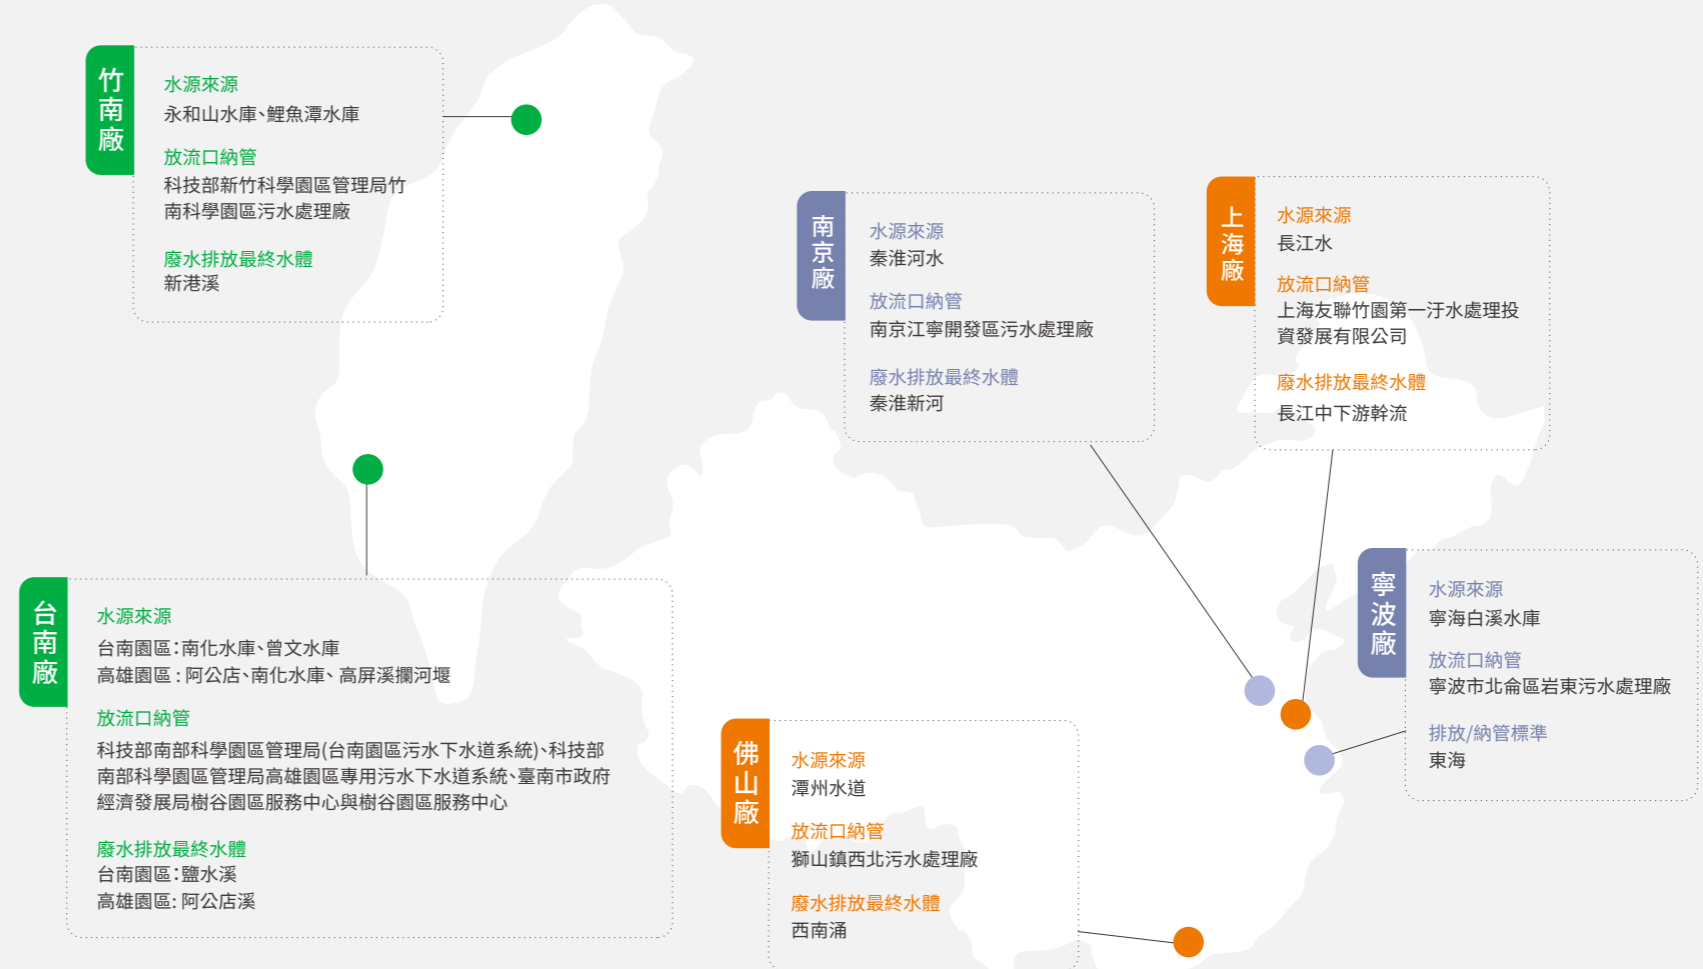 竹南廠
水源來源
永和山水庫、鯉魚潭水庫
放流口納管
科技部新竹科學園區管理局竹
南科學園區污水處理廠
廢水排放最終水體
新港溪
台南廠
水源來源
台南園區：南化水庫、曾文水庫
高雄園區：阿公店、南化水庫、高屏溪攔河堰
放流口納管
科技部南部科學園區管理局(台南園區污水下水道系統)、科技部
南部科學園區管理局高雄園區專用污水下水道系統、臺南市政府
經濟發展局樹谷園區服務中心與樹谷園區服務中心
廢水排放最終水體
台南園區：鹽水溪
高雄園區: 阿公店溪
南京廠
水源來源
秦淮河水
放流口納管
南京江寧開發區污水處理廠
廢水排放最終水體
秦淮新河
上海廠
水源來源
長江水
放流口納管
上海友聯竹園第一汙水處理投
資發展有限公司
廢水排放最終水體
長江中下游幹流
寧波廠
水源來源
寧海白溪水庫
放流口納管
寧波市北侖區岩東污水處理廠
排放/納管標準
東海
佛山廠
水源來源
潭州水道
放流口納管
獅山鎮西北污水處理廠
廢水排放最終水體
西南涌